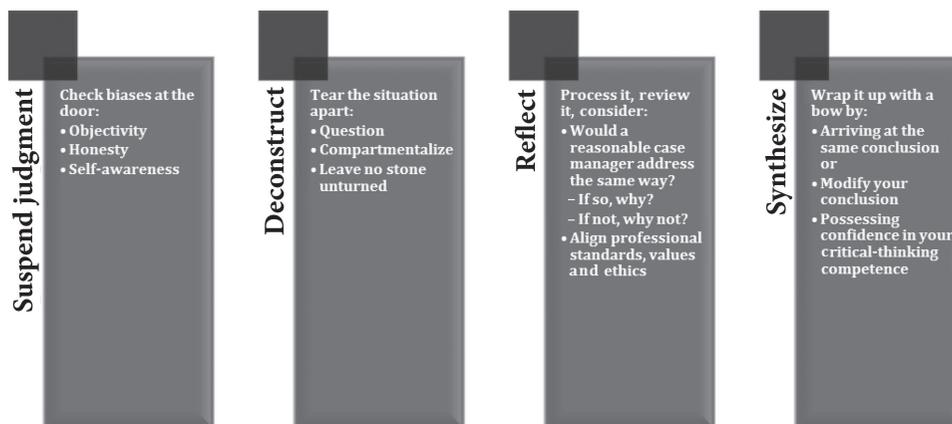 Suspend judgment
Check biases at the
door:
• Objectivity
• Honesty
• Self-awareness
Deconstruct
Tear the situation
apart:
• Question
• Compartmentalize
• Leave no stone
unturned
Reflect
Process it, review
it, consider:
• Would a
reasonable case
manager address
the same way?
– If so, why?
– If not, why not?
• Align professional
standards, values
and ethics
Synthesize
Wrap it up with a
bow by:
• Arriving at the
same conclusion
or
• Modify your
conclusion
• Possessing
confidence in your
critical-thinking
competence